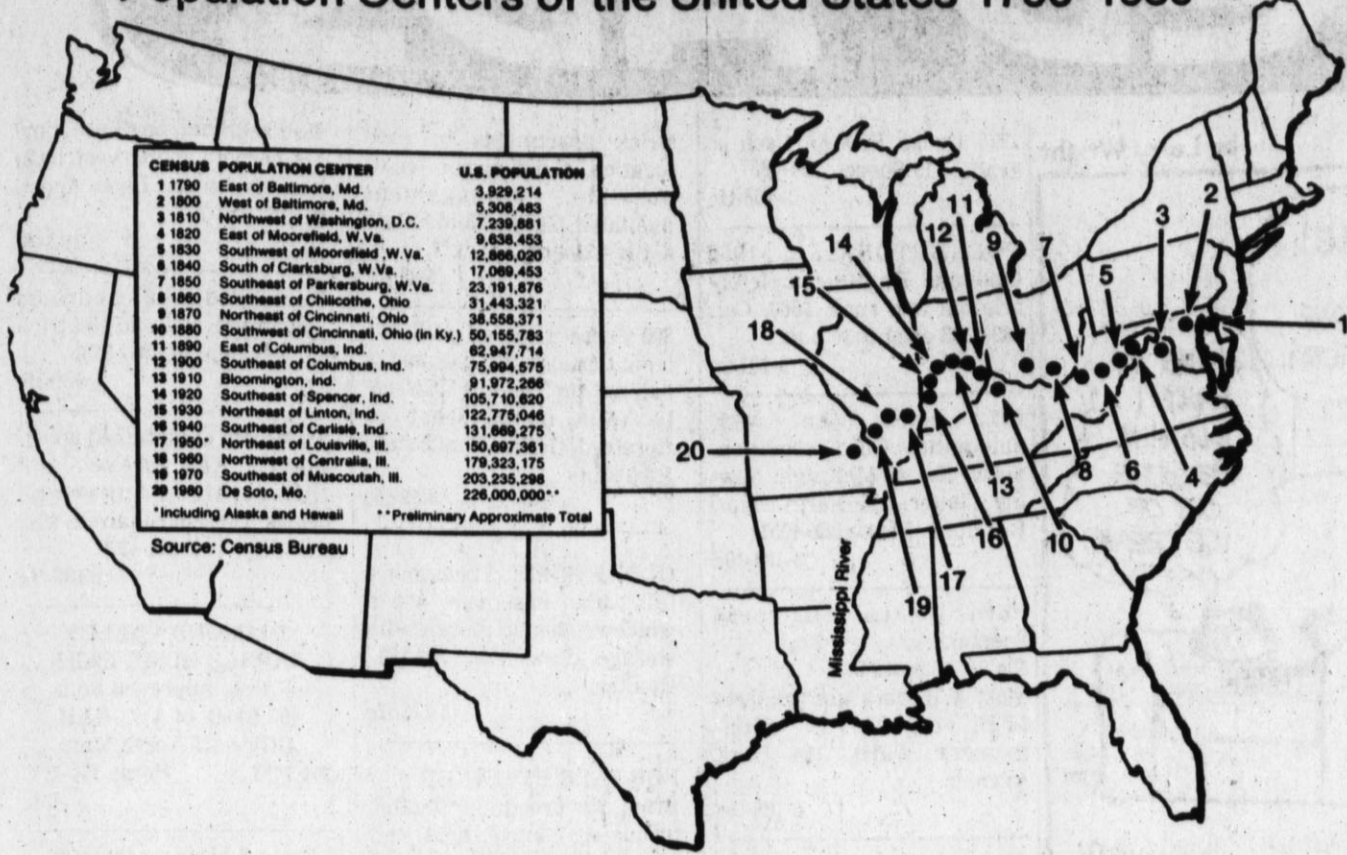 Population Centers of the United States
CENSUS POPULATION CENTER U.S. POPULATION
1 1790 East of Baltimore, Md. 3,929,214
2 1800 West of Baltimore, Md. 5,308,483
3 1810 Northwest of Washington, D.C. 7,239,881
4 1820 East of Moorefield, W.Va. 9,638,453
5 1830 Southwest of Moorefield ,W.Va. 12,866,020
6 1840 South of Clarksburg, W.Va. 17,069,453
7 1850 Southeast of Parkersburg, W.Va. 23,191,876
8 1860 Southeast of Chilicothe, Ohio 31,443,321
9 1870 Northeast of Cincinnati, Ohio 38,558,371
10 1880 Southwest of Cincinnati, Ohio (in Ky.) 50,155,783
11 1890 East of Columbus, Ind. 62,947,714
12 1900 Southeast of Columbus, Ind. 75,994,575
13 1910 Bloomington, Ind. 91,972,266
14 1920 Southeast of Spencer, Ind. 105,710,620
15 1930 Northeast of Linton, Ind. 122,775,046
16 1940 Southeast of Carlisle, Ind. 131,669,275
17 1950* Northeast of Louisville, Ill. 150,697,361
18 1960 Northwest of Centralia, Ill. 179,323,175
19 1970 Southeast of Muscoutah, Ill. 203,235,298
20 1980 De Soto, Mo. 226,000,000**
*Including Alaska and Hawaii **Preliminary Approximate Total
Source: Census Bureau
2
3
11
12
9
7
14
5
15
1
18
20
13
8
6
4
16
10
17
19
Mississippi River